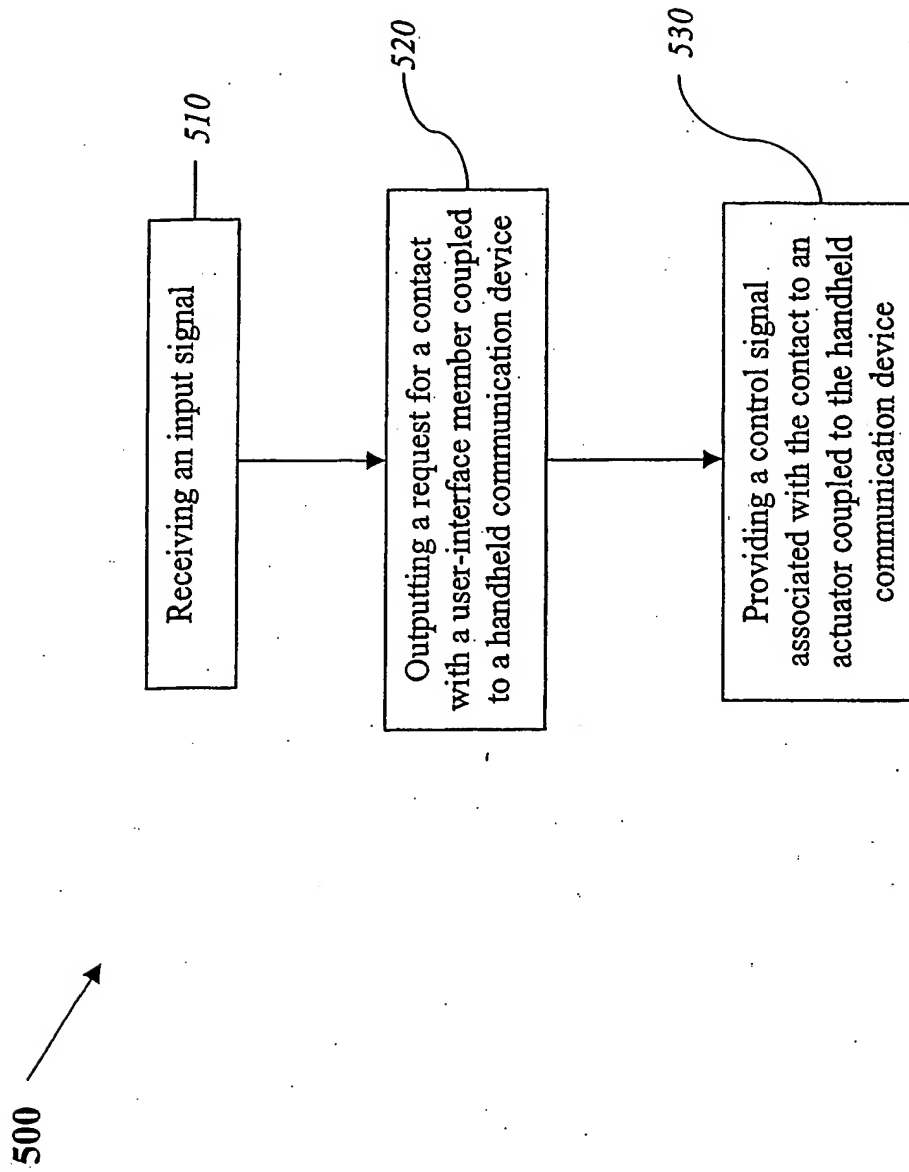 500
Receiving an input signal
510
Outputting a request for a contact
with a user-interface member coupled
to a handheld communication device
520
Providing a control signal
associated with the contact to an
actuator coupled to the handheld
communication device
530